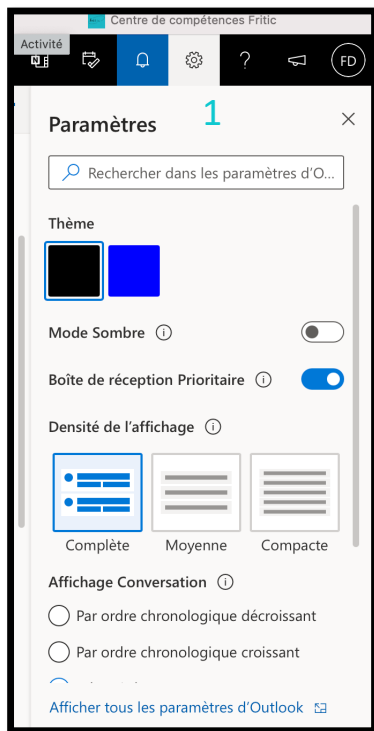 Centre de compétences Fritic
Activité
FD
Paramètres
1
Rechercher dans les paramètres d'O...
Thème
Mode Sombre
Boîte de réception Prioritaire
Densité de l'affichage
Complète Moyenne Compacte
Affichage Conversation
Par ordre chronologique décroissant
Par ordre chronologique croissant
Afficher tous les paramètres d'Outlook